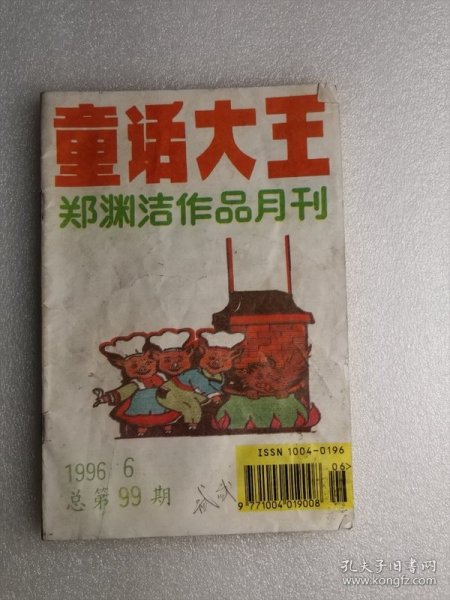 童话大王
郑渊洁作品月刊
ISSN 1004-0196
06>
1996 6
总第99期
9 771004 019008
孔夫子旧书网
www.kongfz.com